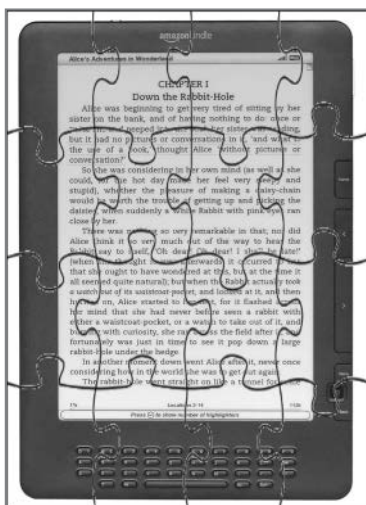 amazonkindle
Alice's Adventures in Wonderland
CHAPTER I
Down the Rabbit-Hole
Alice was beginning to get very tired of sitting by her
sister on the bank, and of having nothing to do: once or
peeped into her sister reading,
but it had no pictures or conversations in it, 'and what is
the use of a book,' thought Alice 'without pictures or
conversation?'
So she was considering in her own mind (as well as she
could, for the hot day made her feel very sleepy and
stupid), whether the pleasure of making a daisy-chain
would be worth the trouble of getting up and picking the
daisies, when suddenly a White Rabbit with pink eyes ran
close by her.
There was nothing so very remarkable in that; nor did
Alice think it so very much out of the way to hear the
Rabbit say to itself, 'Oh dear! Oh dear! I shall be late!'
(when she thought it over afterwards, it occurred to her
that she ought to have wondered at this, but at the time it
all seemed quite natural); but when the Rabbit actually took
a watch out of its waistcoat-pocket, and looked at it, and then
hurried on, Alice started to her feet, for it flashed across
her mind that she had never before seen a rabbit with
either a waistcoat-pocket, or a watch to take out of it, and
burning with curiosity, she ran across the field after it, and
fortunately was just in time to see it pop down a large
rabbit-hole under the hedge.
In another moment down went Alice after it, never once
considering how in the world she was to get out again.
The rabbit-hole went straight on like a tunnel for some
1% Locations 2-16
Press to show number of highlighters